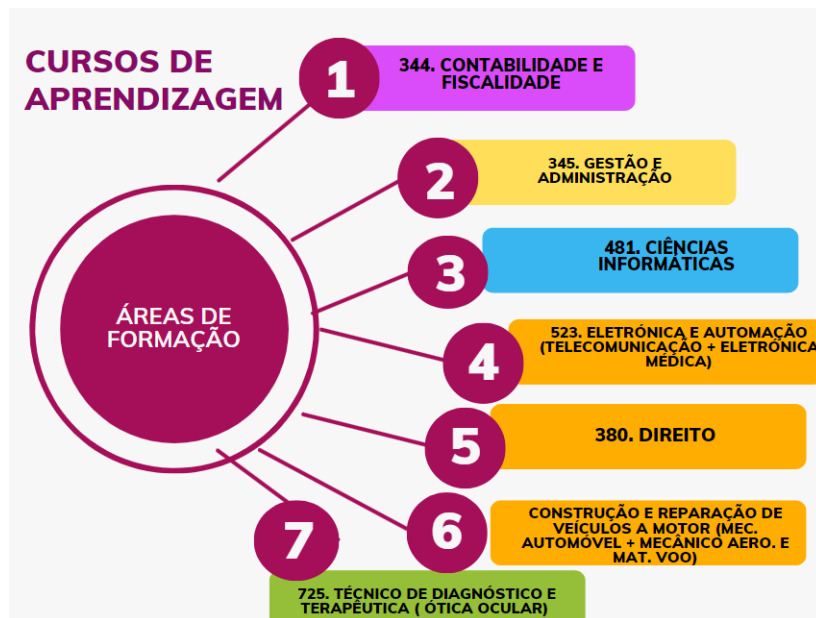 CURSOS DE
APRENDIZAGEM
1
344. CONTABILIDADE E
FISCALIDADE
2
345. GESTÃO E
ADMINISTRAÇÃO
3
481. CIÊNCIAS
INFORMÁTICAS
ÁREAS DE
FORMAÇÃO
4
523. ELETRÓNICA E AUTOMAÇÃO
(TELECOMUNICAÇÃO + ELETRÓNICA
MÉDICA)
5
380. DIREITO
6
CONSTRUÇÃO E REPARAÇÃO DE
VEÍCULOS A MOTOR (MEC.
AUTOMÓVEL + MECÂNICO AERO. E
MAT. VOO)
7
725. TÉCNICO DE DIAGNÓSTICO E
TERAPÊUTICA ( ÓTICA OCULAR)